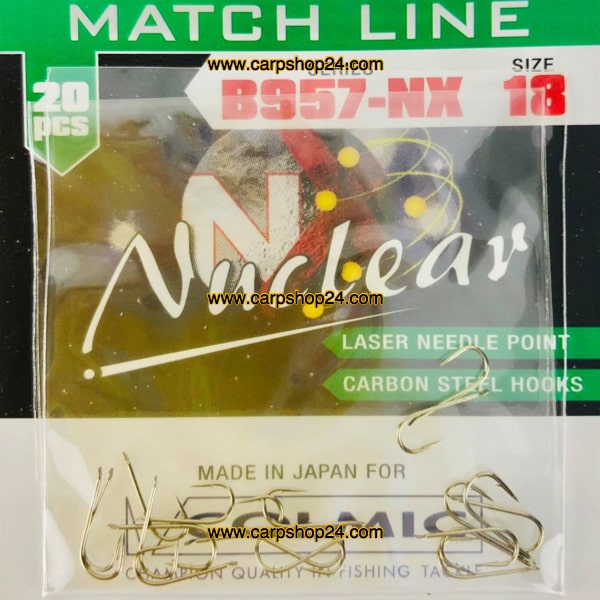 MATCH LINE
www.carpshop24.com
20
pcs
SERIES
SIZE
B957-NX 18
N
Nuclear
www.carpshop24.com
LASER NEEDLE POINT
CARBON STEEL HOOKS
MADE IN JAPAN FOR
COLMIC
www.carpshop24.com
CHAMPION QUALITY IN FISHING TACKLE